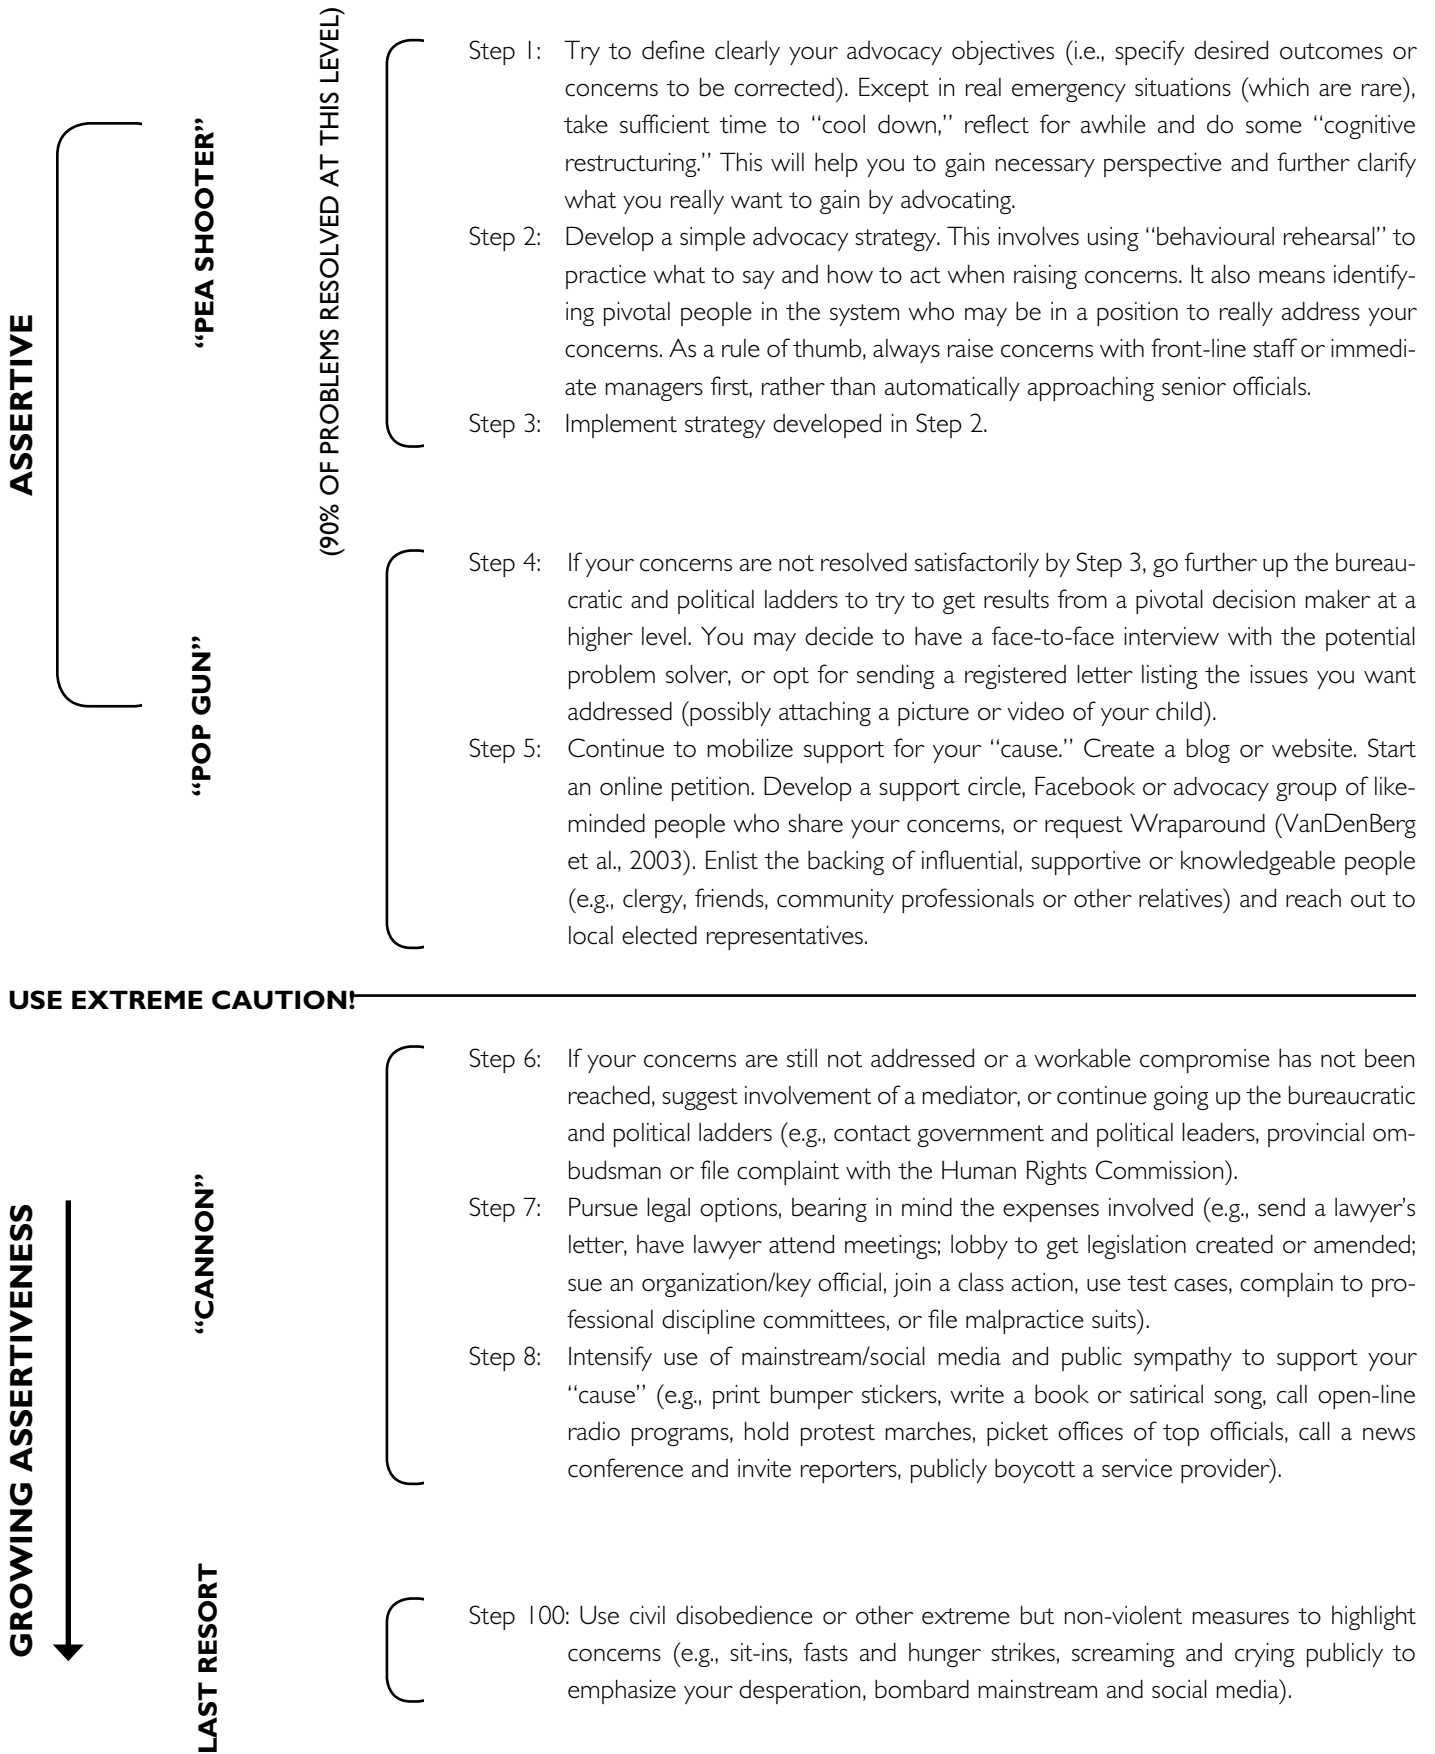 ASSERTIVE
“PEA SHOOTER”
(90% OF PROBLEMS RESOLVED AT THIS LEVEL)
Step 1: Try to define clearly your advocacy objectives (i.e., specify desired outcomes or
concerns to be corrected). Except in real emergency situations (which are rare),
take sufficient time to “cool down,” reflect for awhile and do some “cognitive
restructuring.” This will help you to gain necessary perspective and further clarify
what you really want to gain by advocating.
Step 2: Develop a simple advocacy strategy. This involves using “behavioural rehearsal” to
practice what to say and how to act when raising concerns. It also means identify-
ing pivotal people in the system who may be in a position to really address your
concerns. As a rule of thumb, always raise concerns with front-line staff or immedi-
ate managers first, rather than automatically approaching senior officials.
Step 3: Implement strategy developed in Step 2.
“POP GUN”
Step 4: If your concerns are not resolved satisfactorily by Step 3, go further up the bureau-
cratic and political ladders to try to get results from a pivotal decision maker at a
higher level. You may decide to have a face-to-face interview with the potential
problem solver, or opt for sending a registered letter listing the issues you want
addressed (possibly attaching a picture or video of your child).
Step 5: Continue to mobilize support for your “cause.” Create a blog or website. Start
an online petition. Develop a support circle, Facebook or advocacy group of like-
minded people who share your concerns, or request Wraparound (VanDenBerg
et al., 2003). Enlist the backing of influential, supportive or knowledgeable people
(e.g., clergy, friends, community professionals or other relatives) and reach out to
local elected representatives.
USE EXTREME CAUTION!
GROWING ASSERTIVENESS
“CANNON”
Step 6: If your concerns are still not addressed or a workable compromise has not been
reached, suggest involvement of a mediator, or continue going up the bureaucratic
and political ladders (e.g., contact government and political leaders, provincial om-
budsman or file complaint with the Human Rights Commission).
Step 7: Pursue legal options, bearing in mind the expenses involved (e.g., send a lawyer’s
letter, have lawyer attend meetings; lobby to get legislation created or amended;
sue an organization/key official, join a class action, use test cases, complain to pro-
fessional discipline committees, or file malpractice suits).
Step 8: Intensify use of mainstream/social media and public sympathy to support your
“cause” (e.g., print bumper stickers, write a book or satirical song, call open-line
radio programs, hold protest marches, picket offices of top officials, call a news
conference and invite reporters, publicly boycott a service provider).
LAST RESORT
Step 100: Use civil disobedience or other extreme but non-violent measures to highlight
concerns (e.g., sit-ins, fasts and hunger strikes, screaming and crying publicly to
emphasize your desperation, bombard mainstream and social media).